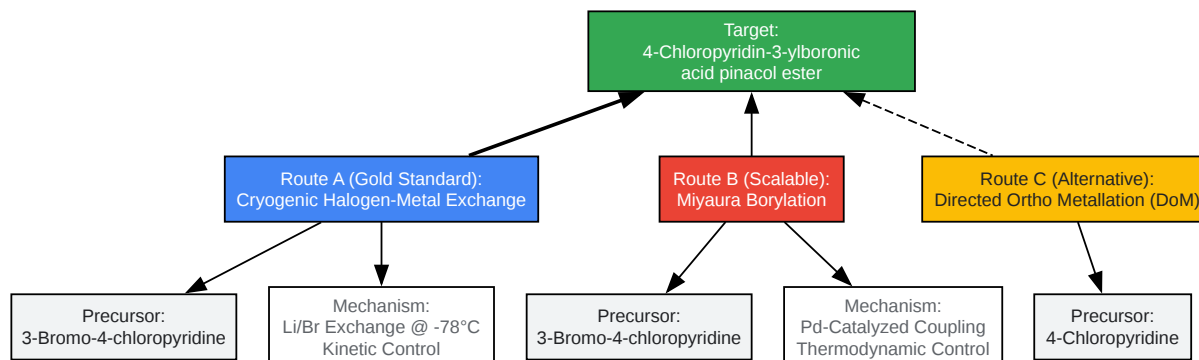 Target:
4-Chloropyridin-3-ylboronic
acid pinacol ester
Route A (Gold Standard):
Cryogenic Halogen-Metal Exchange
Route B (Scalable):
Miyaura Borylation
Route C (Alternative):
Directed Ortho Metallation (DoM)
Precursor:
3-Bromo-4-chloropyridine
Mechanism:
Li/Br Exchange @ -78°C
Kinetic Control
Precursor:
3-Bromo-4-chloropyridine
Mechanism:
Pd-Catalyzed Coupling
Thermodynamic Control
Precursor:
4-Chloropyridine